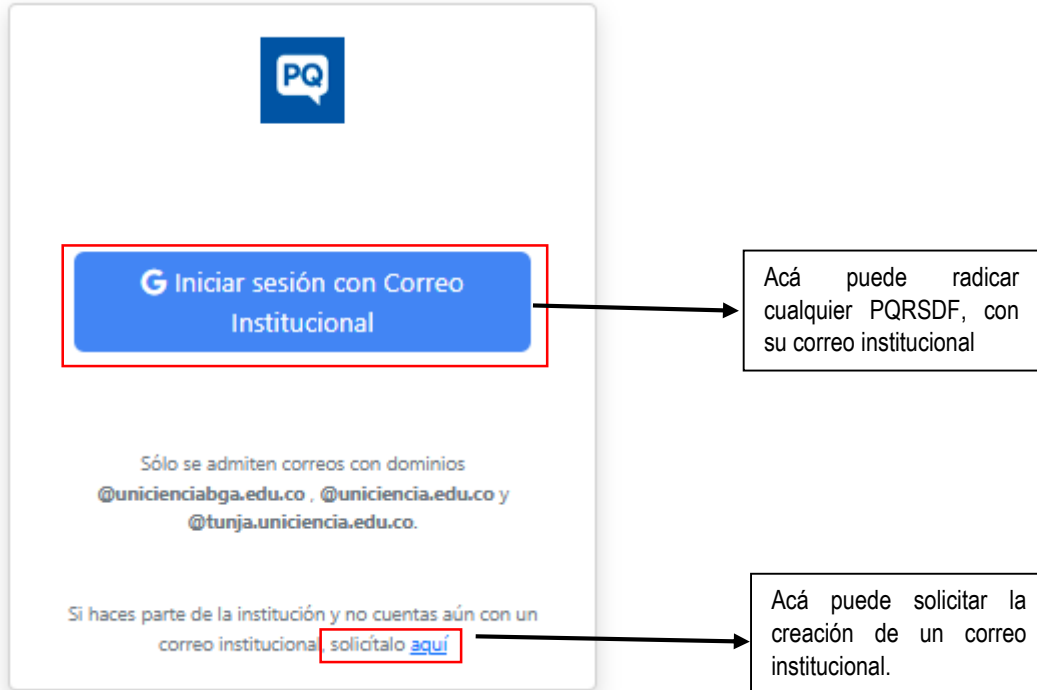 PQ
G Iniciar sesión con Correo
Institucional
Acá puede radicar
cualquier PQRSDF, con
su correo institucional
Sólo se admiten correos con dominios
@unicienciabga.edu.co , @uniciencia.edu.co y
@tunja.uniciencia.edu.co.
Si haces parte de la institución y no cuentas aún con un
correo institucional, solicítalo aquí
Acá puede solicitar la
creación de un correo
institucional.